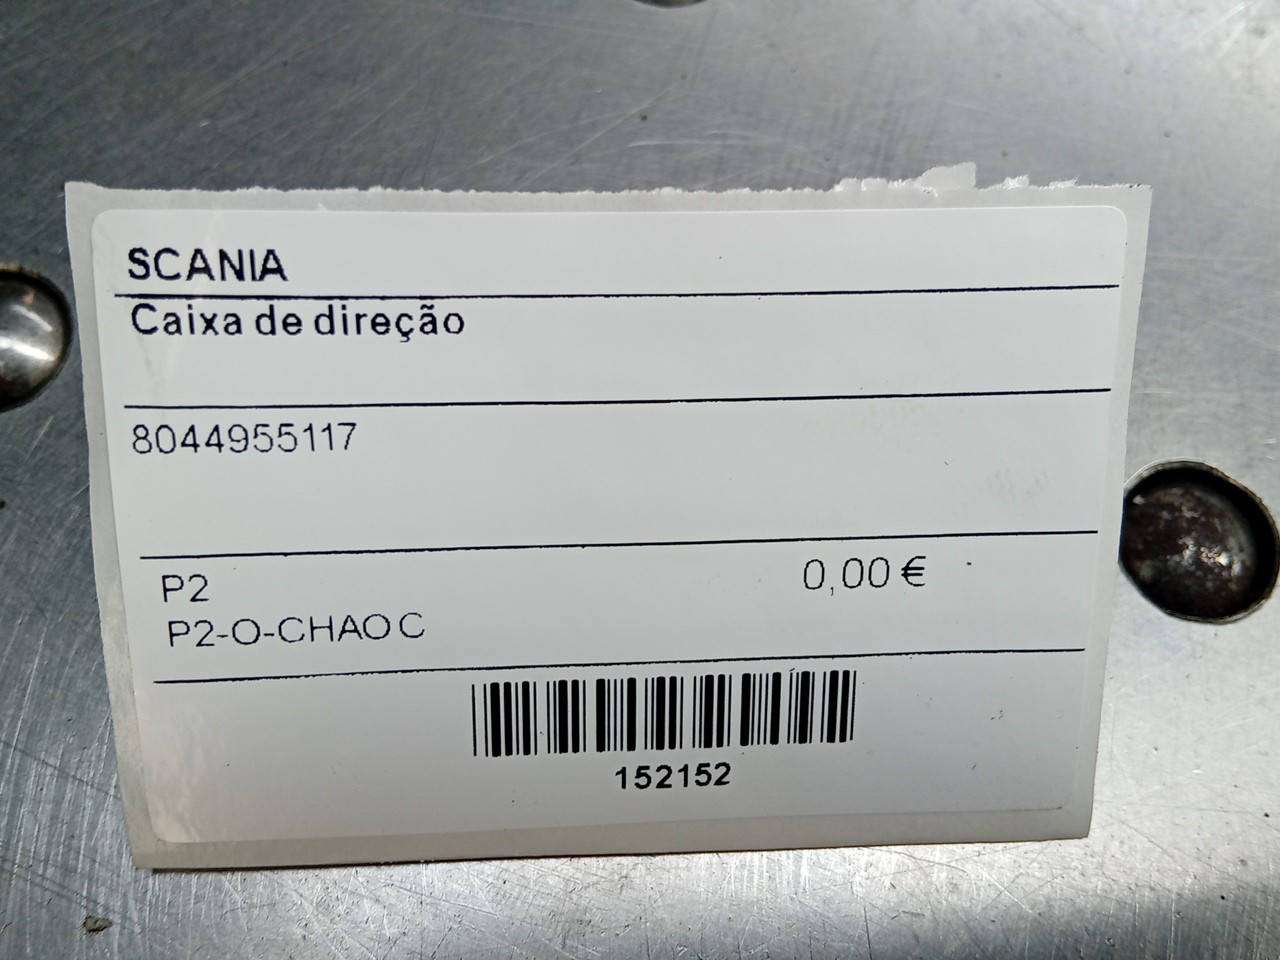 SCANIA
Caixa de direção
8044955117
P2
0,00 €
P2-O-CHAO C
152152